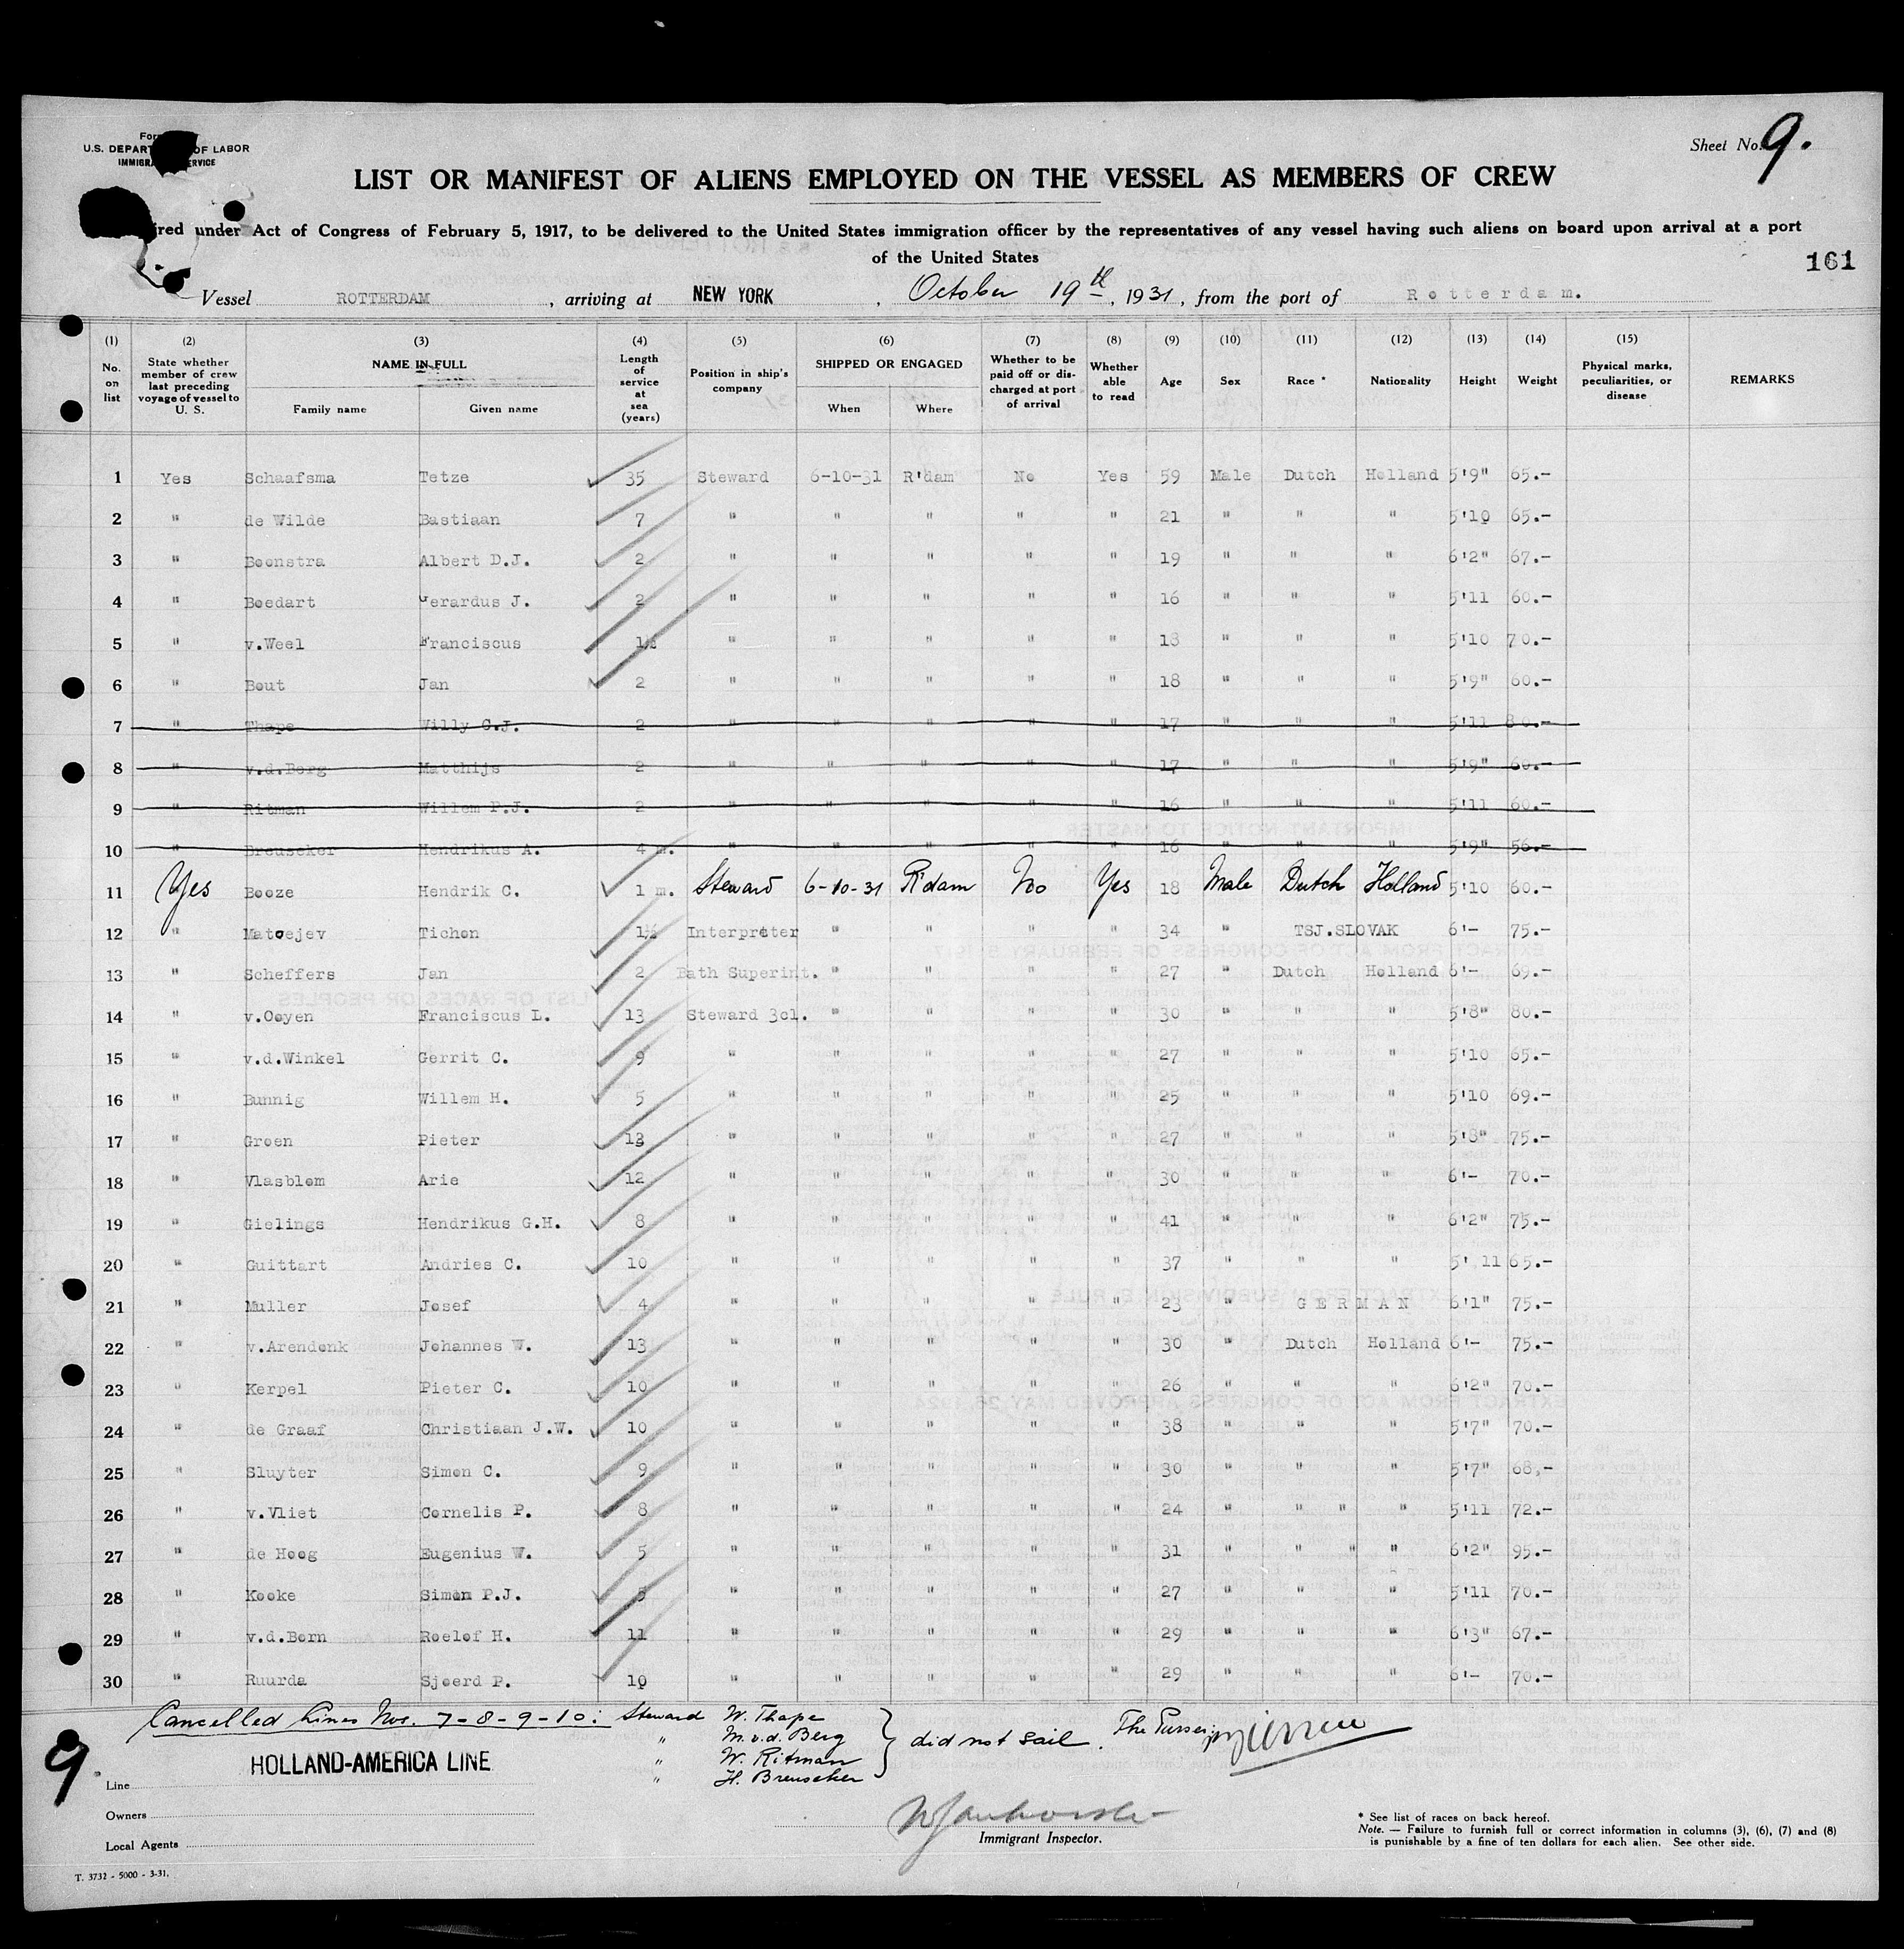 U.S. DEPART OF LABOR
Sheet No. 9.
LIST OR MANIFEST OF ALIENS EMPLOYED ON THE VESSEL AS MEMBERS OF CREW
ired under Act of Congress of February 5, 1917, to be delivered to the United States immigration officer by the representatives of any vessel having such aliens on board upon arrival at a port
of the United States
161
Vessel ROTTERDAM, arriving at NEW YORK, October 19th, 1931, from the port of Rotterdam.
(1) (2) (3) (4) (5) (6) (7) (8) (9) (10) (11) (12) (13) (14) (15)
No. on list State whether member of crew last preceding voyage of vessel to U. S. NAME IN FULL Length of service at sea (years) Position in ship's company SHIPPED OR ENGAGED Whether to be paid off or discharged at port of arrival Whether able to read Age Sex Race * Nationality Height Weight Physical marks, peculiarities, or disease REMARKS
Family name Given name When Where
1 Yes Schaafsma Tetze 35 Steward 6-10-31 R'dam No Yes 59 Male Dutch Holland 5'9" 65.-
2 " de Wilde Bastiaan 7 " " " " " 21 " " " 5'10 65.-
3 " Boonstra Albert D.J. 2 " " " " " 19 " " " 6'2" 67.-
4 " Boedart Gerardus J. 2 " " " " " 16 " " " 5'11 60.-
5 " v.Weel Franciscus 1½ " " " " " 18 " " " 5'10 70.-
6 " Bout Jan 2 " " " " " 18 " " " 5'9" 60.-
7 " Thape Willy C.J. 2 " " " " " 17 " " " 5'11 80.-
8 " v.d.Berg Matthijs 2 " " " " " 17 " " " 5'9" 60.-
9 " Ritman Willem P.J. 2 " " " " " 16 " " " 5'11 60.-
10 " Breuseker Hendrikus A. 4 m. " " " " " 16 " " " 5'9" 56.-
11 Yes Booze Hendrik C. 1 m. Steward 6-10-31 R'dam No Yes 18 Male Dutch Holland 5'10 60.-
12 " Matoejev Tichon 1½ Interpreter " " " " 34 " TSJ.SLOVAK 6'- 75.-
13 " Scheffers Jan 2 Bath Superint. " " " " 27 " Dutch Holland 6'- 69.-
14 " v.Ooyen Franciscus L. 13 Steward 3cl. " " " " 30 " " " 5'8" 80.-
15 " v.d.Winkel Gerrit C. 9 " " " " " 27 " " " 5'10 65.-
16 " Bunnig Willem H. 5 " " " " " 25 " " " 5'10 69.-
17 " Groen Pieter 13 " " " " " 27 " " " 5'8" 75.-
18 " Vlasblom Arie 12 " " " " " 30 " " " 6'- 70.-
19 " Gielings Hendrikus G.H. 8 " " " " " 41 " " " 6'2" 75.-
20 " Guittart Andries C. 10 " " " " " 37 " " " 5' 11 65.-
21 " Muller Josef 4 " " " " " 23 " GERMAN 6'1" 75.-
22 " v.Arendonk Johannes W. 13 " " " " " 30 " Dutch Holland 6'- 75.-
23 " Kerpel Pieter C. 10 " " " " " 26 " " " 6'2" 70.-
24 " de Graaf Christiaan J.W. 10 " " " " " 38 " " " 5'7" 70.-
25 " Sluyter Simon C. 9 " " " " " 30 " " " 5'7" 68,-
26 " v.Vliet Cornelis P. 8 " " " " " 24 " " " " 5'11 72.-
27 " de Hoog Eugenius W. 5 " " " " " 31 " " " " 6'2" 95.-
28 " Kooke Simon P.J. 5 " " " " " 27 " " " 5'11 70.-
29 " v.d.Born Roelof H. 11 " " " " " 29 " " " 6'3" 67.-
30 " Ruurda Sjoerd P. 10 " " " " " 29 " " " 6'- 70.-
Cancelled lines Nos. 7-8-9-10: Steward W. Thape
" M.v.d. Berg
" W. Ritman
" H. Breuseker
did not sail. The Purser:
9.
HOLLAND-AMERICA LINE
Line
Owners
Local Agents
Immigrant Inspector.
* See list of races on back hereof.
Note. — Failure to furnish full or correct information in columns (3), (6), (7) and (8)
is punishable by a fine of ten dollars for each alien. See other side.
T. 3732 - 5000 - 3-31.